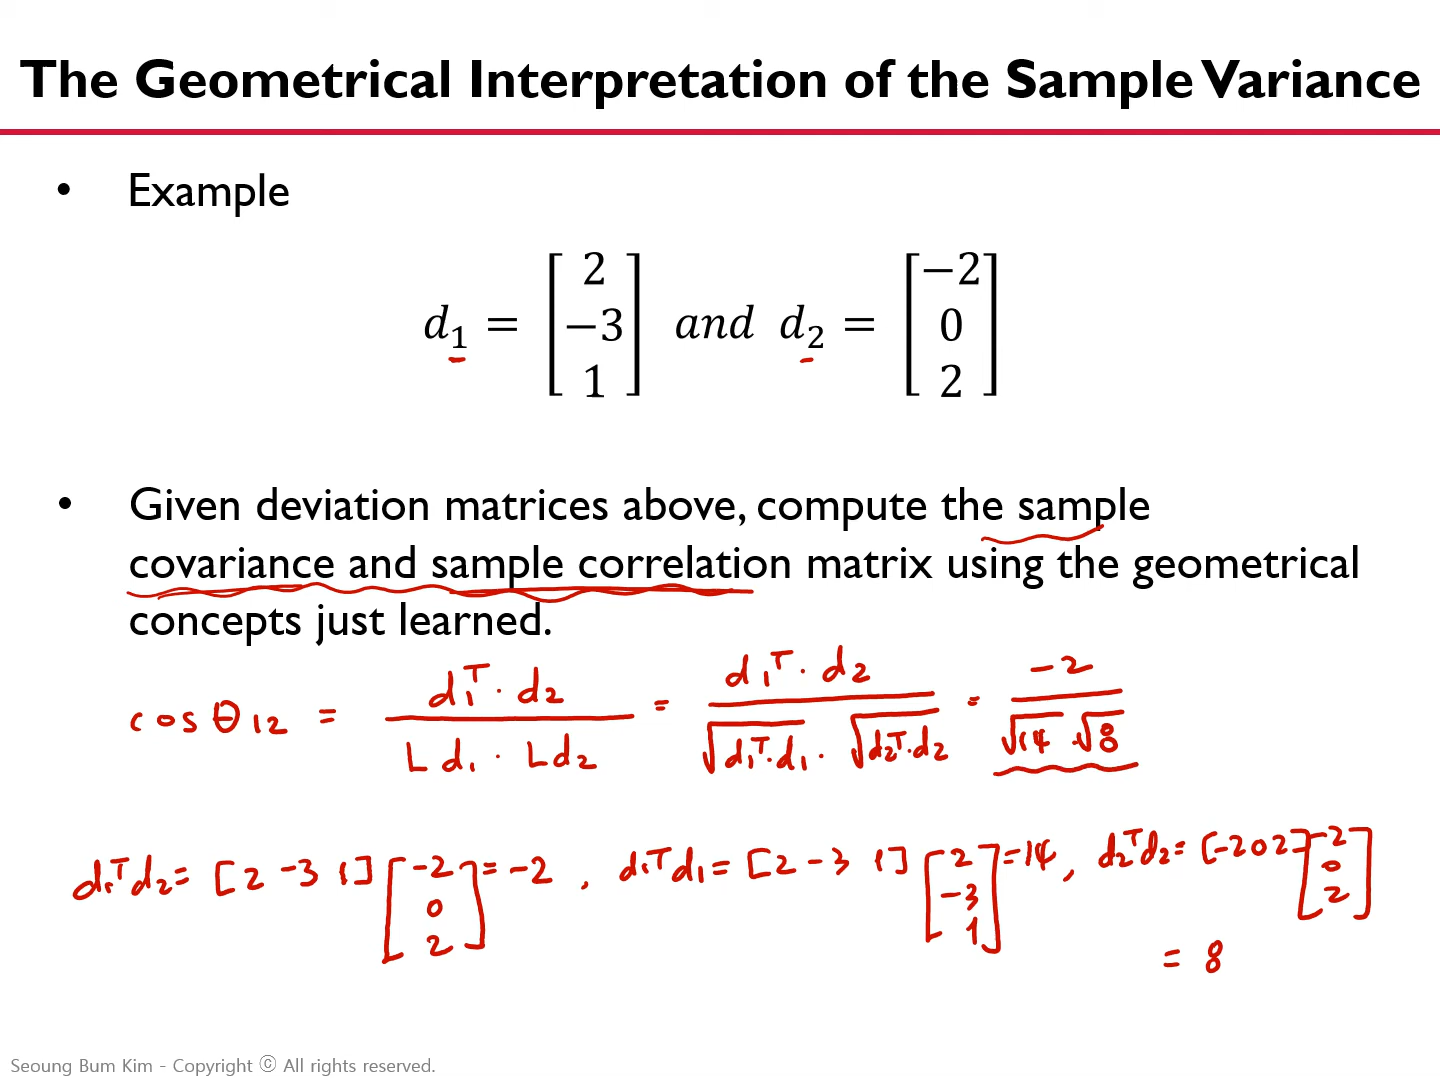 The Geometrical Interpretation of the Sample Variance
• Example
d₁ = [2 −3 1] and d₂ = [−2 0 2]
• Given deviation matrices above, compute the sample
covariance and sample correlation matrix using the geometrical
concepts just learned.
cos θ₁₂ = d₁ᵀ·d₂ / Ld₁ · Ld₂ = d₁ᵀ·d₂ / √d₁ᵀ·d₁ · √d₂ᵀ·d₂ = −2 / √14 · √8
d₁ᵀd₂ = [2 −3 1] [−2 0 2] = −2 , d₁ᵀd₁ = [2 −3 1] [2 −3 1] = 14 , d₂ᵀd₂ = [−2 0 2] [−2 0 2]
= 8
Seoung Bum Kim - Copyright ⓒ All rights reserved.